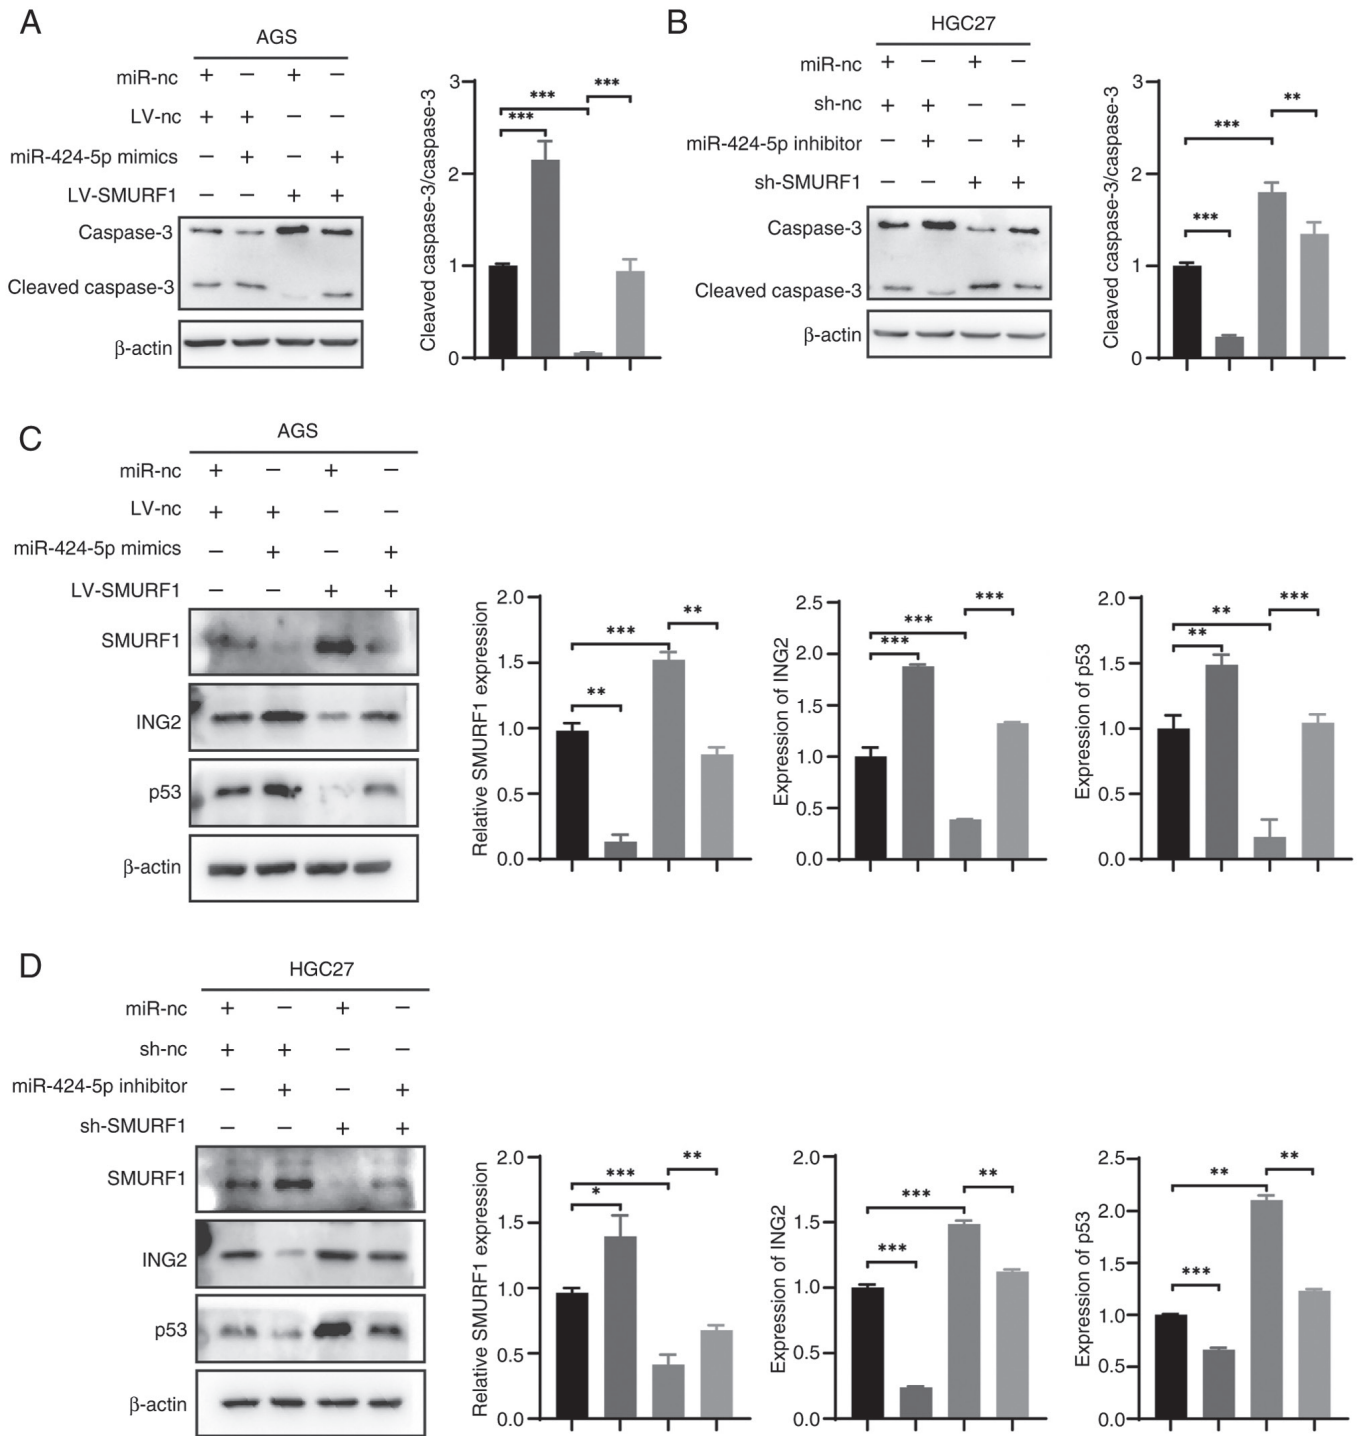 A
AGS
miR-nc + − + −
LV-nc + + − −
miR-424-5p mimics − + − +
LV-SMURF1 − − + +
Caspase-3
Cleaved caspase-3
β-actin
Cleaved caspase-3/caspase-3
3
2
1
0
***
***
***
B
HGC27
miR-nc + − + −
sh-nc + + − −
miR-424-5p inhibitor − + − +
sh-SMURF1 − − + +
Caspase-3
Cleaved caspase-3
β-actin
Cleaved caspase-3/caspase-3
3
2
1
0
**
***
***
C
AGS
miR-nc + − + −
LV-nc + + − −
miR-424-5p mimics − + − +
LV-SMURF1 − − + +
SMURF1
ING2
p53
β-actin
Relative SMURF1 expression
2.0
1.5
1.0
0.5
0.0
**
***
**
Expression of ING2
2.5
2.0
1.5
1.0
0.5
0.0
***
***
***
Expression of p53
2.0
1.5
1.0
0.5
0.0
***
**
**
D
HGC27
miR-nc + − + −
sh-nc + + − −
miR-424-5p inhibitor − + − +
sh-SMURF1 − − + +
SMURF1
ING2
p53
β-actin
Relative SMURF1 expression
2.0
1.5
1.0
0.5
0.0
**
***
*
Expression of ING2
2.0
1.5
1.0
0.5
0.0
**
***
***
Expression of p53
2.5
2.0
1.5
1.0
0.5
0.0
**
**
***